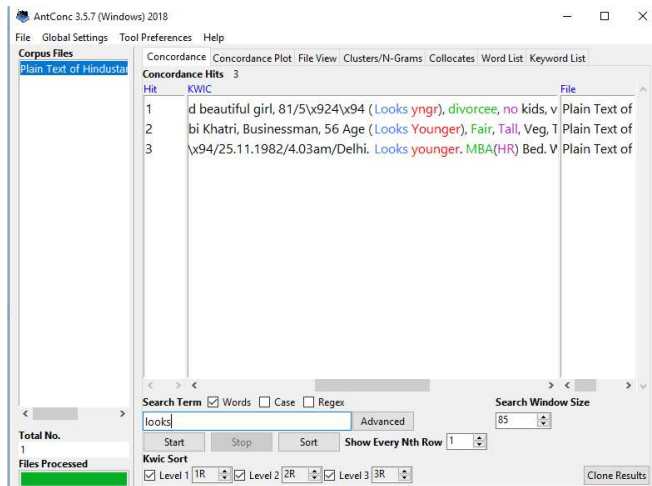 AntConc 3.5.7 (Windows) 2018
File Global Settings Tool Preferences Help
Corpus Files
Plain Text of Hindustar
Concordance Concordance Plot File View Clusters/N-Grams Collocates Word List Keyword List
Concordance Hits 3
Hit KWIC File
1 d beautiful girl, 81/5\x924\x94 (Looks yngr), divorcee, no kids, v Plain Text of
2 bi Khatri, Businessman, 56 Age (Looks Younger), Fair, Tall, Veg, T Plain Text of
3 \x94/25.11.1982/4.03am/Delhi. Looks younger. MBA(HR) Bed. W Plain Text of
Search Term Words Case Regex Search Window Size
looks Advanced 85
Total No.
1
Start Stop Sort Show Every Nth Row 1
Files Processed
Kwic Sort
Level 1 1R Level 2 2R Level 3 3R Clone Results